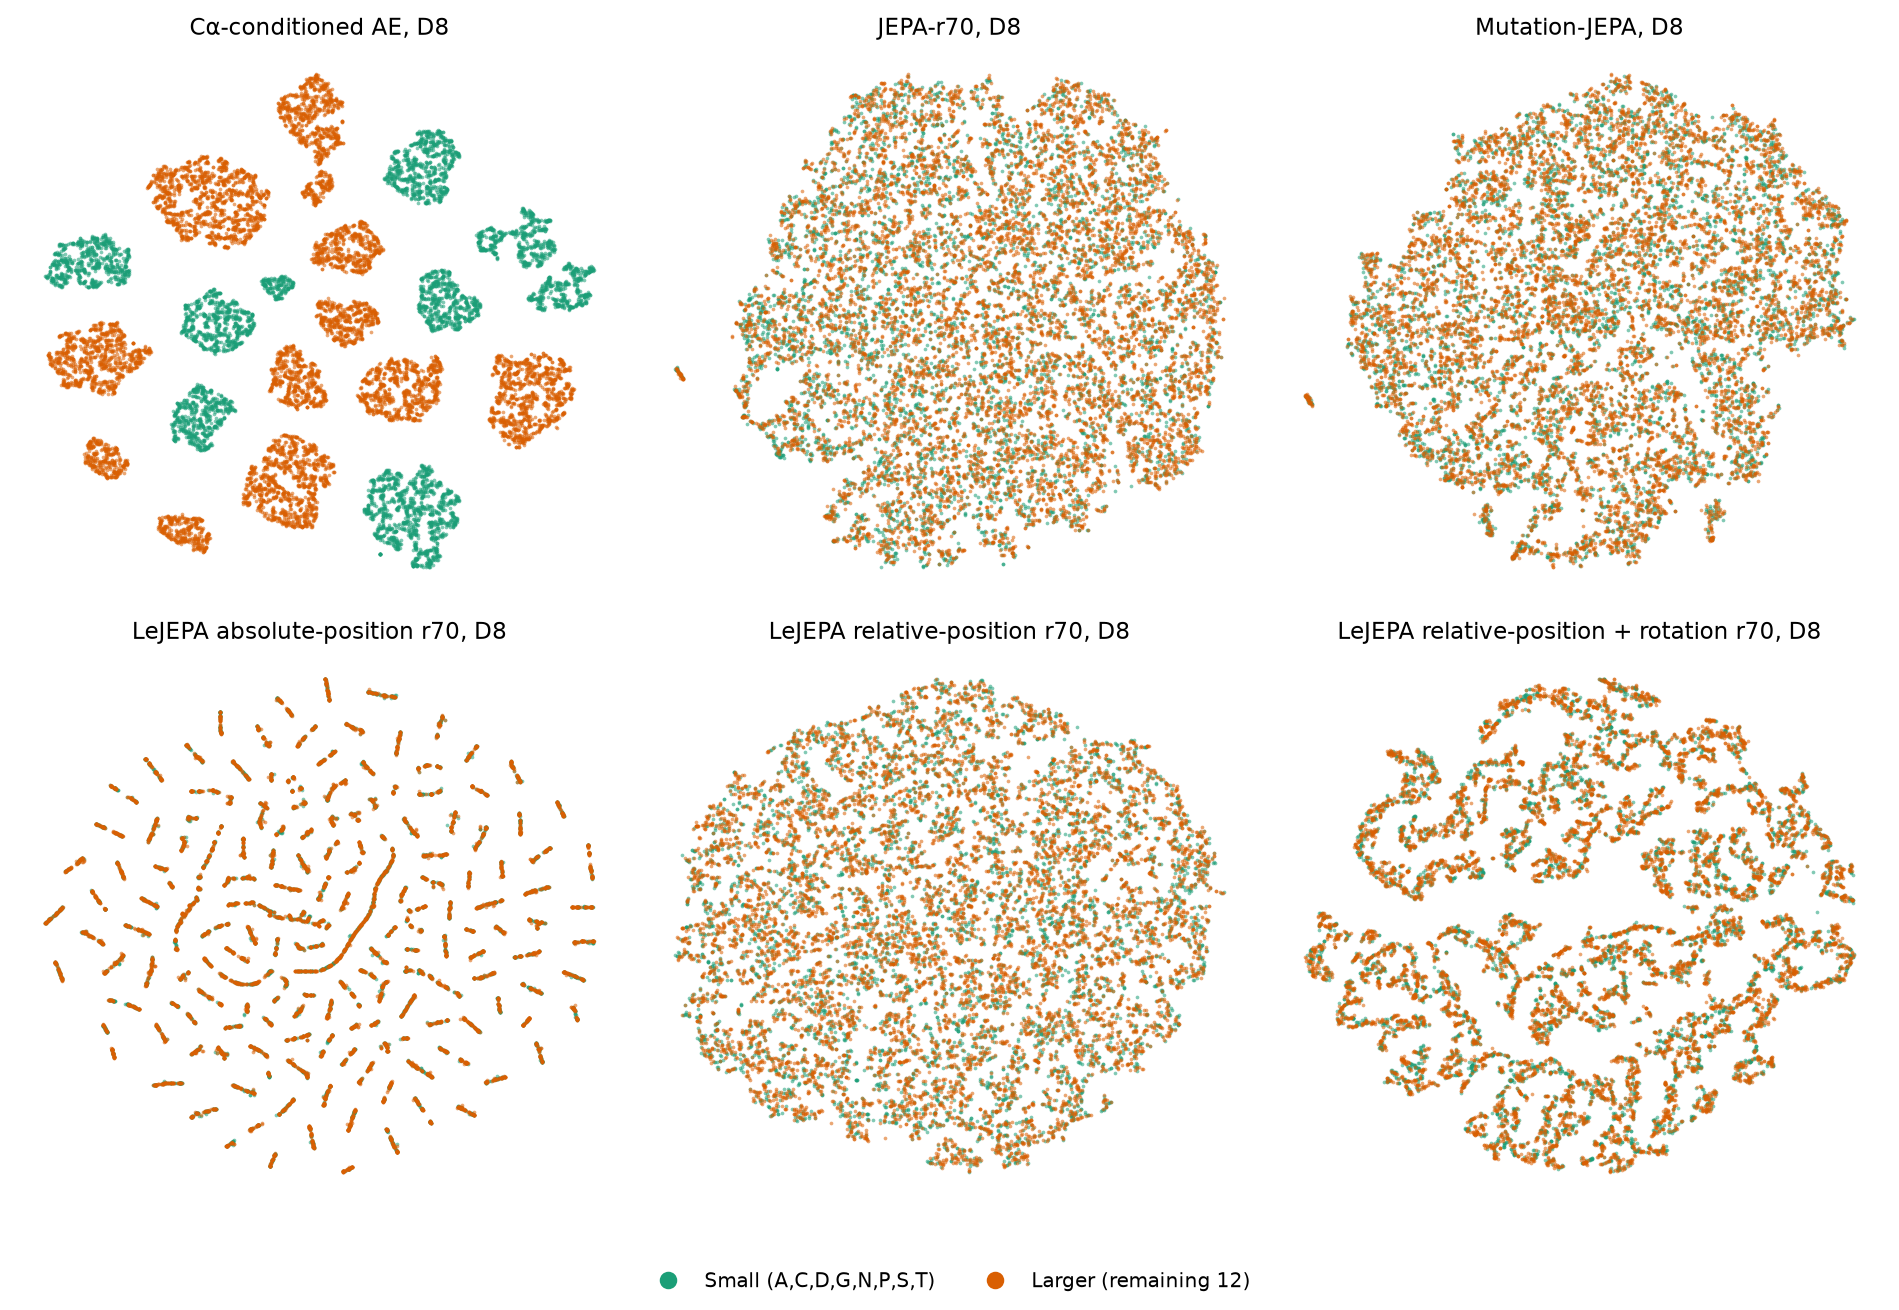 Cα-conditioned AE, D8
JEPA-r70, D8
Mutation-JEPA, D8
LeJEPA absolute-position r70, D8
LeJEPA relative-position r70, D8
LeJEPA relative-position + rotation r70, D8
Small (A,C,D,G,N,P,S,T)
Larger (remaining 12)